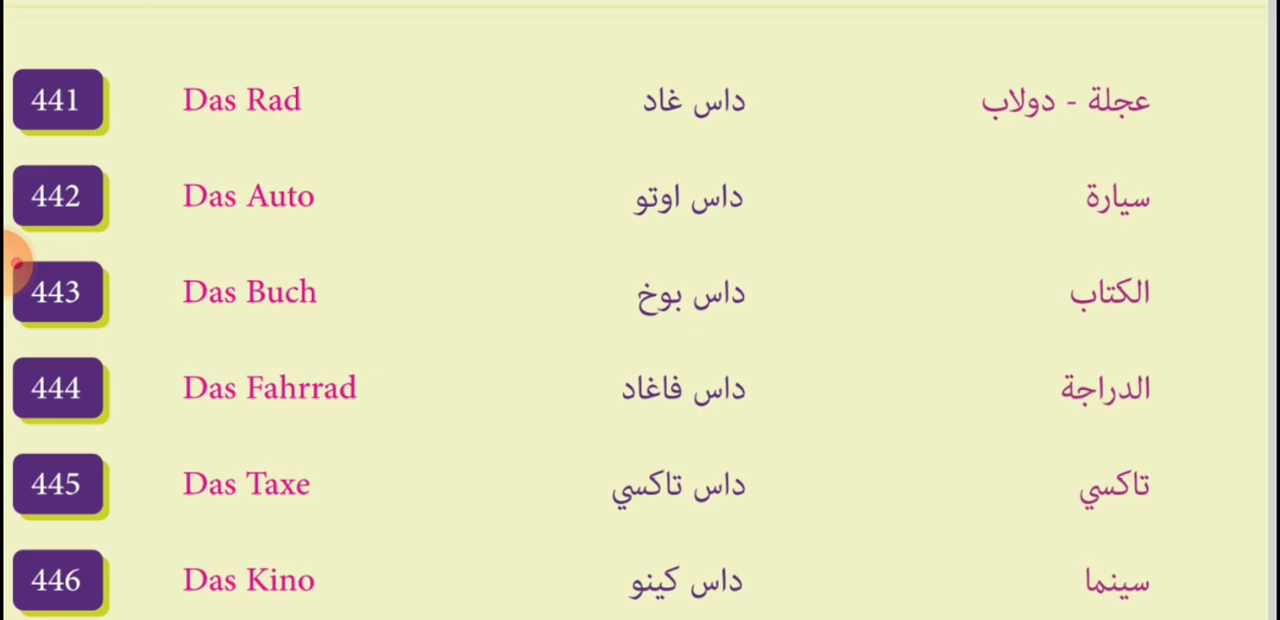 441 Das Rad داس غاد عجلة - دولاب
442 Das Auto داس اوتو سيارة
443 Das Buch داس بوخ الكتاب
444 Das Fahrrad داس فاغاد الدراجة
445 Das Taxe داس تاكسي تاكسي
446 Das Kino داس كينو سينما